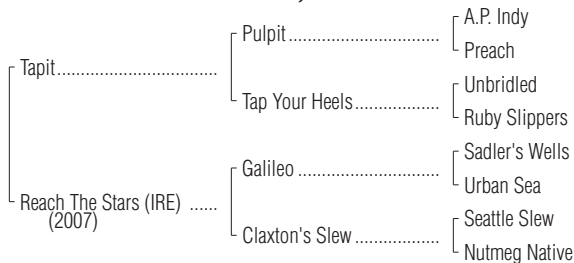 A.P. Indy
Pulpit
Preach
Tapit
Unbridled
Tap Your Heels
Ruby Slippers
Sadler's Wells
Galileo
Urban Sea
Reach The Stars (IRE)
(2007)
Seattle Slew
Claxton's Slew
Nutmeg Native